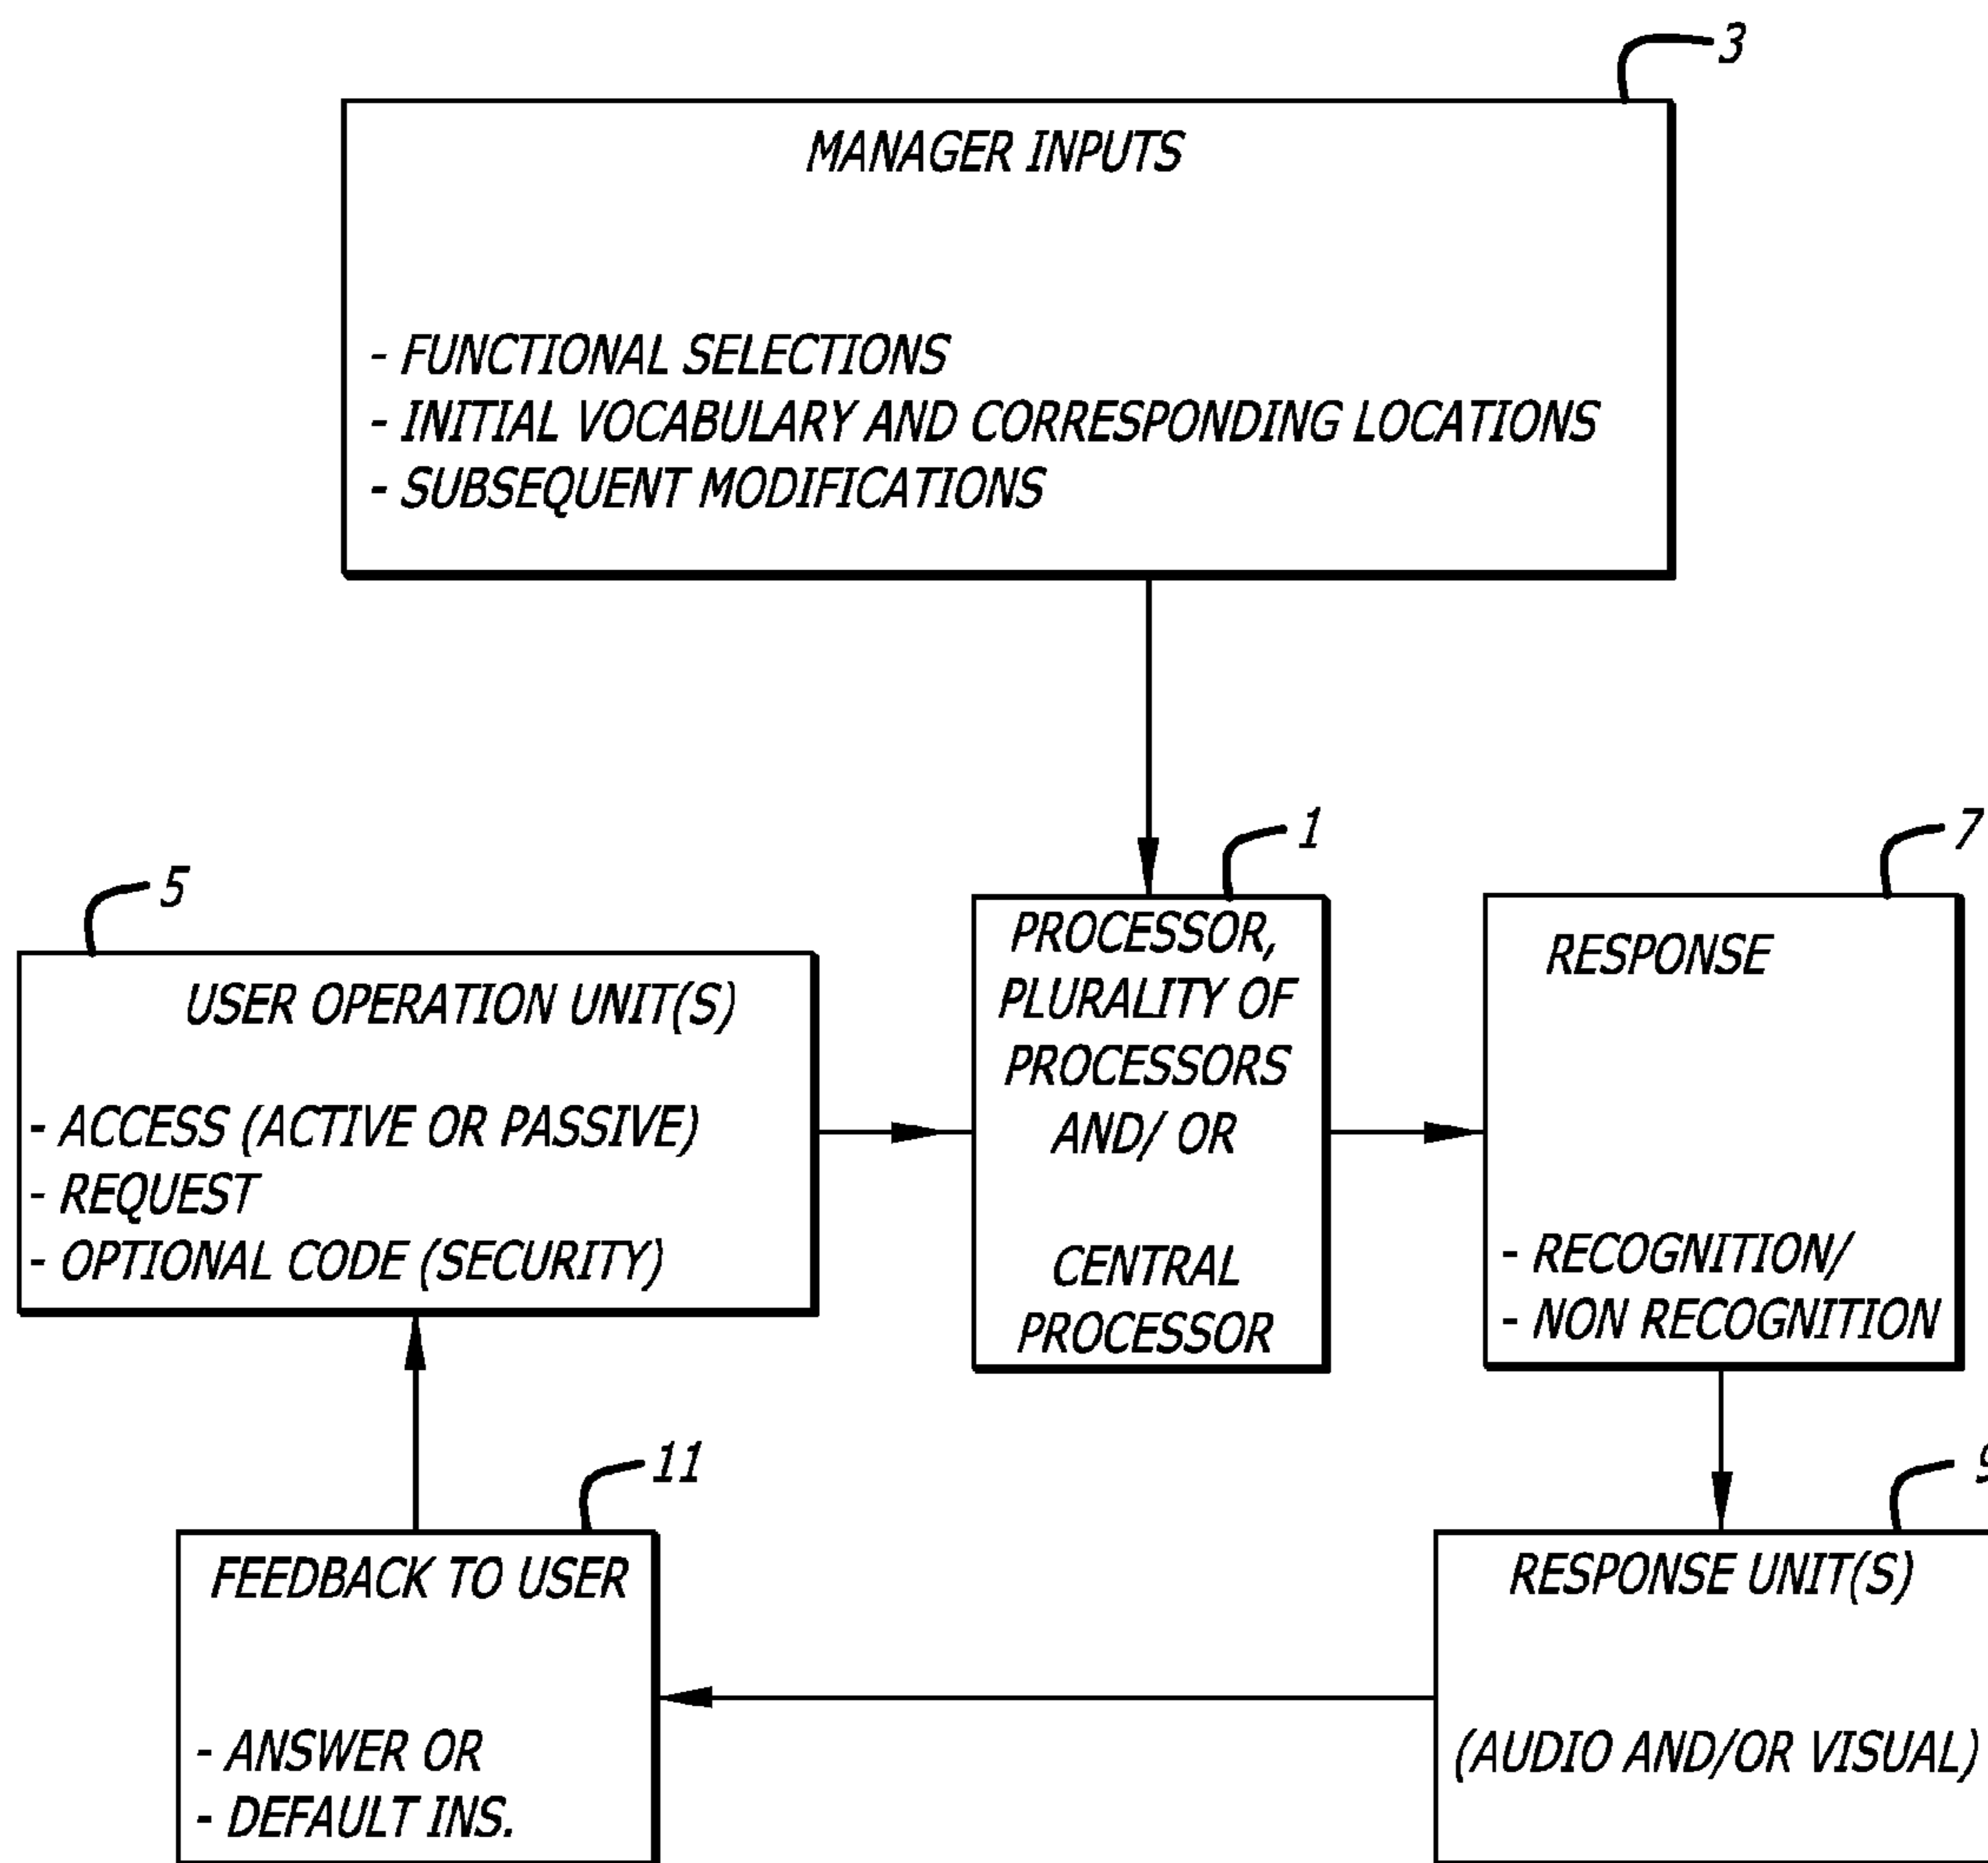 3
MANAGER INPUTS
- FUNCTIONAL SELECTIONS
- INITIAL VOCABULARY AND CORRESPONDING LOCATIONS
- SUBSEQUENT MODIFICATIONS
5
USER OPERATION UNIT(S)
- ACCESS (ACTIVE OR PASSIVE)
- REQUEST
- OPTIONAL CODE (SECURITY)
1
PROCESSOR,
PLURALITY OF
PROCESSORS
AND/ OR
CENTRAL
PROCESSOR
7
RESPONSE
- RECOGNITION/
- NON RECOGNITION
11
FEEDBACK TO USER
- ANSWER OR
- DEFAULT INS.
RESPONSE UNIT(S)
(AUDIO AND/OR VISUAL)